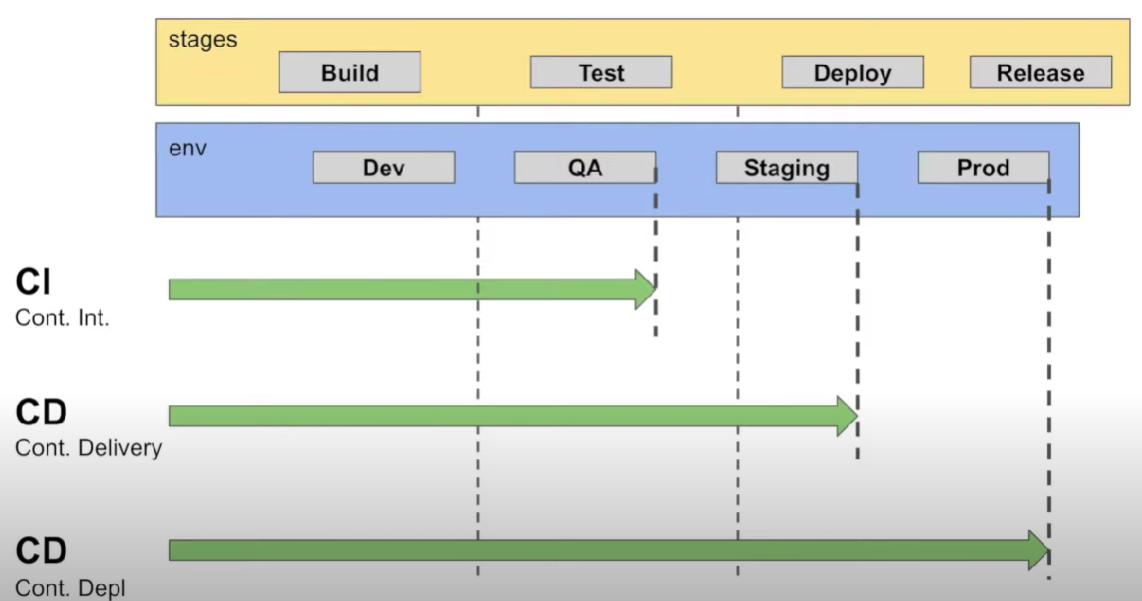 stages
Build
Test
Deploy
Release
env
Dev
QA
Staging
Prod
CI
Cont. Int.
CD
Cont. Delivery
CD
Cont. Depl